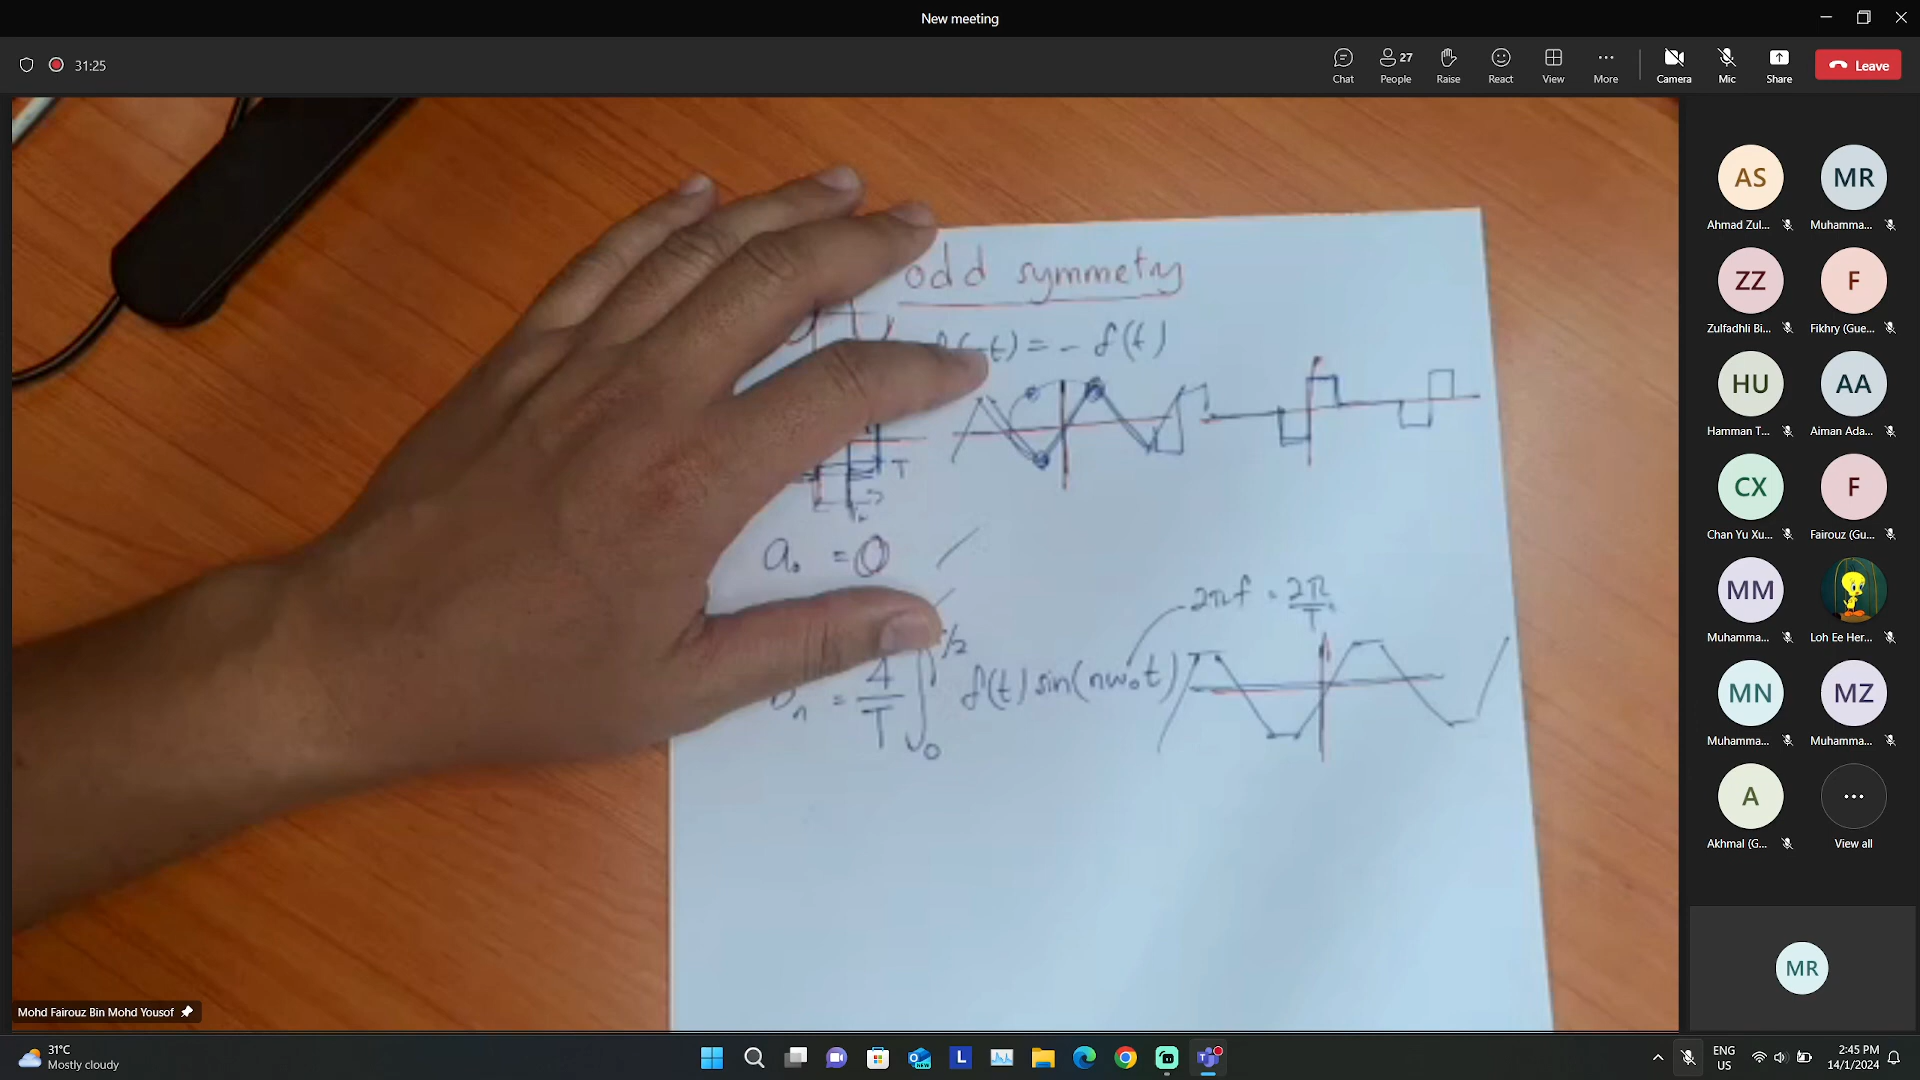 New meeting
31:25
Chat
27
People
Raise
React
View
More
Camera
Mic
Share
Leave
AS
Ahmad Zul...
MR
Muhamma...
ZZ
Zulfadhli Bi...
F
Fikhry (Gue...
HU
Hamman T...
AA
Aiman Ada...
CX
Chan Yu Xu...
F
Fairouz (Gu...
MM
Muhamma...
Loh Ee Her...
MN
Muhamma...
MZ
Muhamma...
A
Akhmal (G...
View all
MR
odd symmetry
t) = - f(t)
T
a₀ = 0
2πf = 2π/T
n = 4/T ∫₀ /2 f(t) sin(nω₀t)
Mohd Fairouz Bin Mohd Yousof
31°C
Mostly cloudy
L
NEW
ENG
US
2:45 PM
14/1/2024